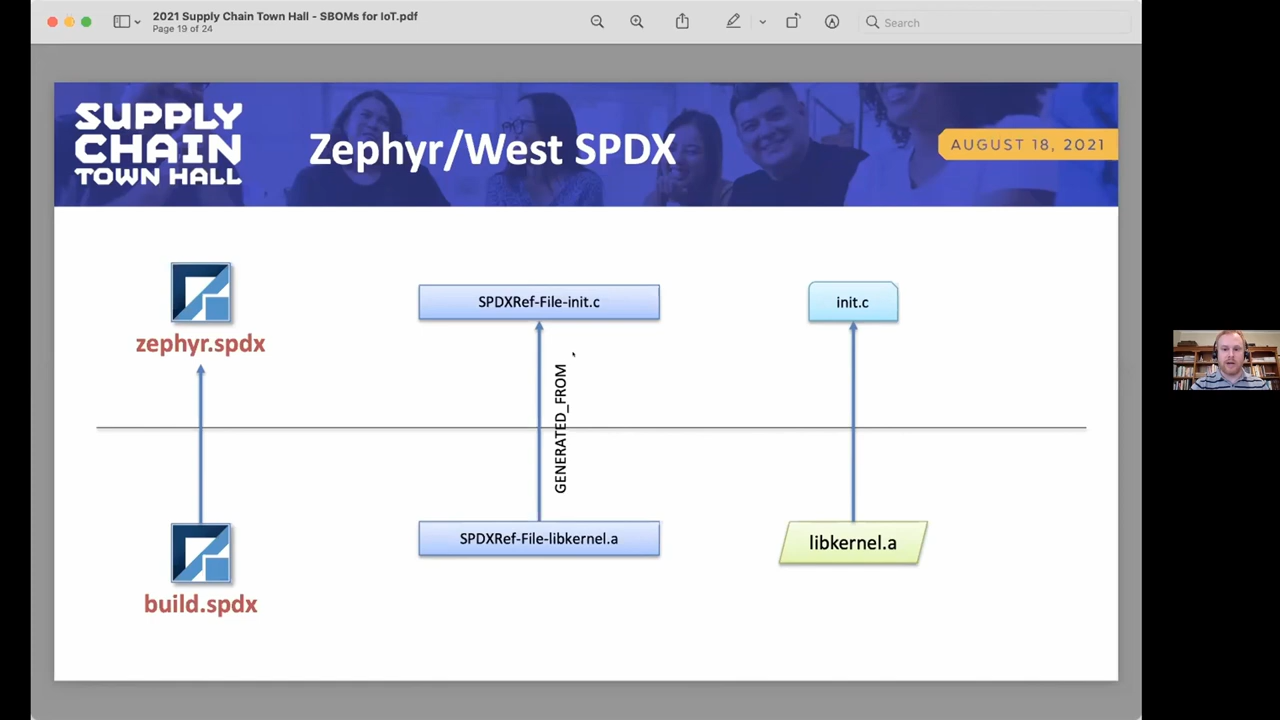 2021 Supply Chain Town Hall - SBOMs for IoT.pdf
Page 19 of 24
Search
SUPPLY
CHAIN
TOWN HALL
Zephyr/West SPDX
AUGUST 18, 2021
SPDXRef-File-init.c
init.c
zephyr.spdx
GENERATED_FROM
SPDXRef-File-libkernel.a
libkernel.a
build.spdx